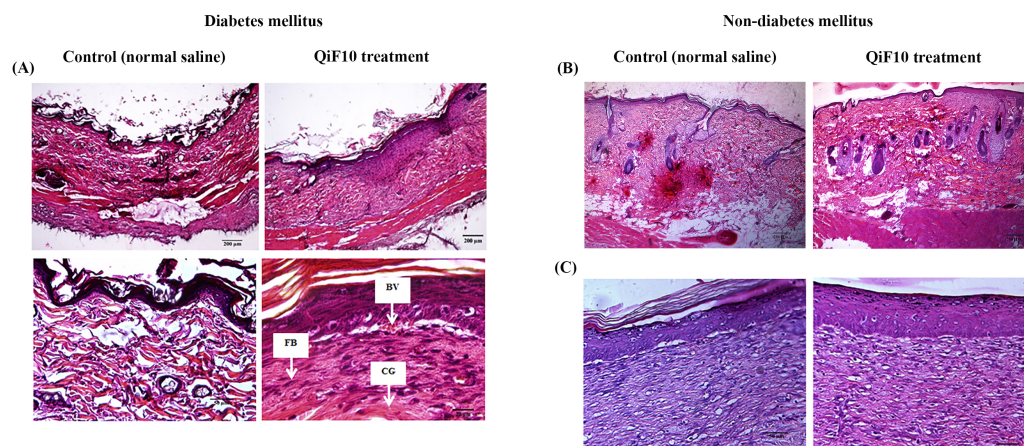 Diabetes mellitus
Non-diabetes mellitus
Control (normal saline)
QiF10 treatment
Control (normal saline)
QiF10 treatment
(A)
(B)
200 µm
200 µm
(C)
BV
FB
CG